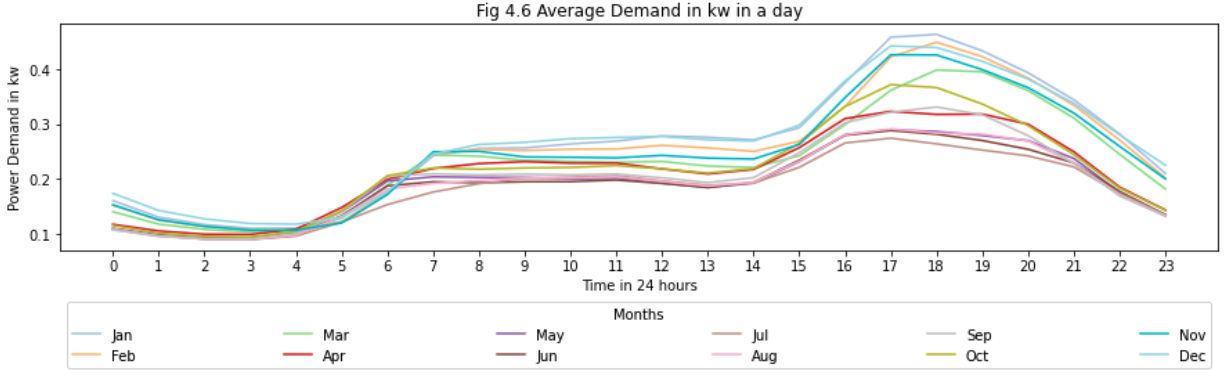 Fig 4.6 Average Demand in kw in a day
Power Demand in kw
0.4
0.3
0.2
0.1
0 1 2 3 4 5 6 7 8 9 10 11 12 13 14 15 16 17 18 19 20 21 22 23
Time in 24 hours
Months
Jan Mar May Jul Sep Nov
Feb Apr Jun Aug Oct Dec